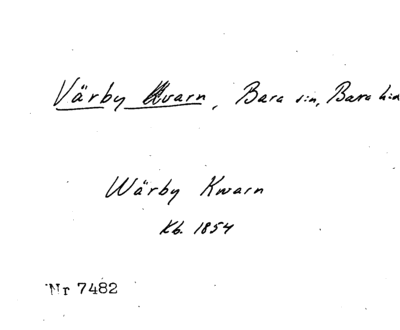 Värby Kvarn, Bara s:n, Bara h:d
Wärby Kwarn
Kb. 1854
Nr 7482